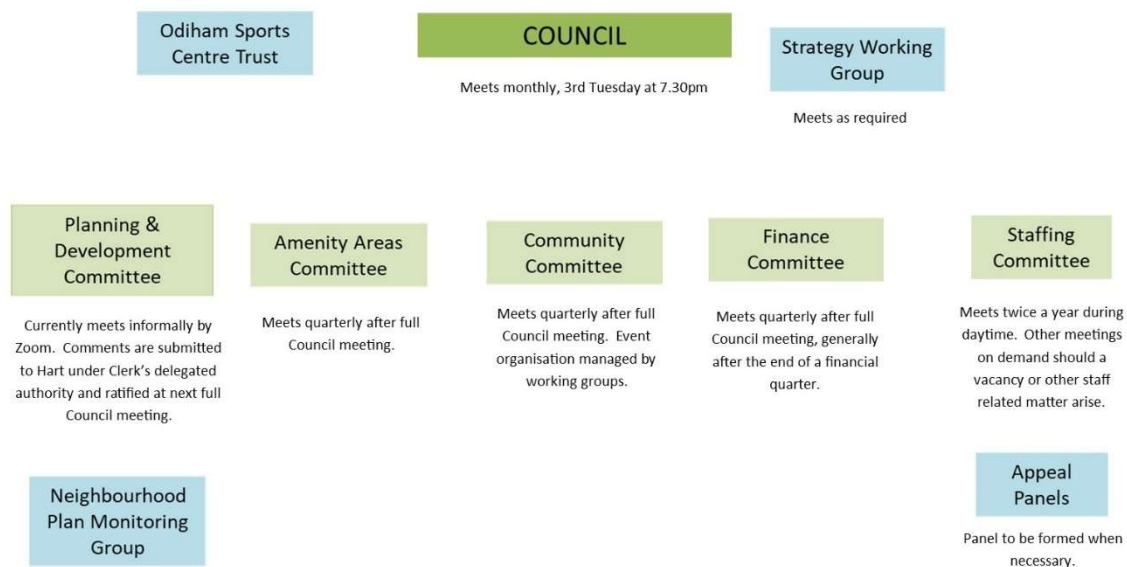 Odiham Sports
Centre Trust
COUNCIL
Meets monthly, 3rd Tuesday at 7.30pm
Strategy Working
Group
Meets as required
Planning &
Development
Committee
Currently meets informally by
Zoom.  Comments are submitted
to Hart under Clerk's delegated
authority and ratified at next full
Council meeting.
Amenity Areas
Committee
Meets quarterly after full
Council meeting.
Community
Committee
Meets quarterly after full
Council meeting.  Event
organisation managed by
working groups.
Finance
Committee
Meets quarterly after full
Council meeting, generally
after the end of a financial
quarter.
Staffing
Committee
Meets twice a year during
daytime.  Other meetings
on demand should a
vacancy or other staff
related matter arise.
Neighbourhood
Plan Monitoring
Group
Appeal
Panels
Panel to be formed when
necessary.